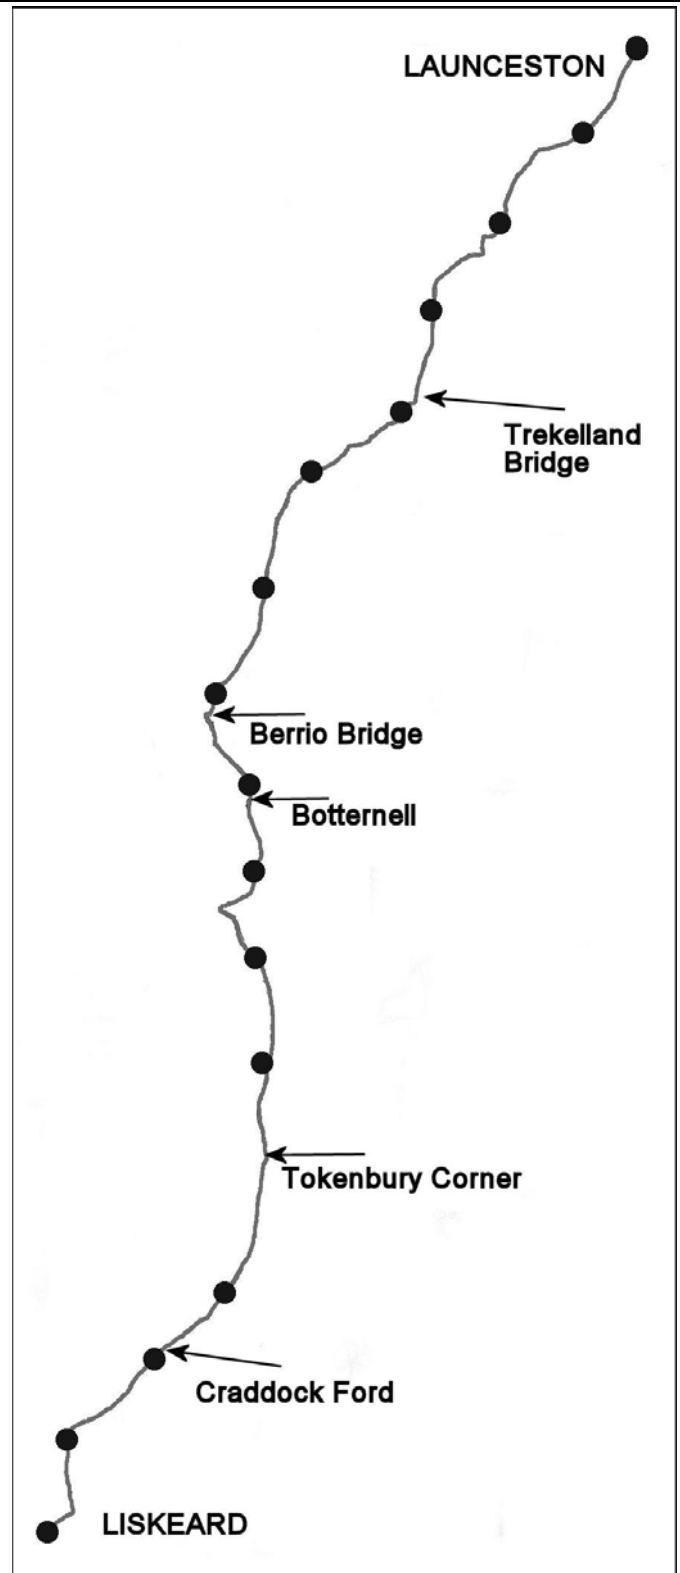 LAUNCESTON
Trekelland
Bridge
Berrio Bridge
Botternell
Tokenbury Corner
Craddock Ford
LISKEARD